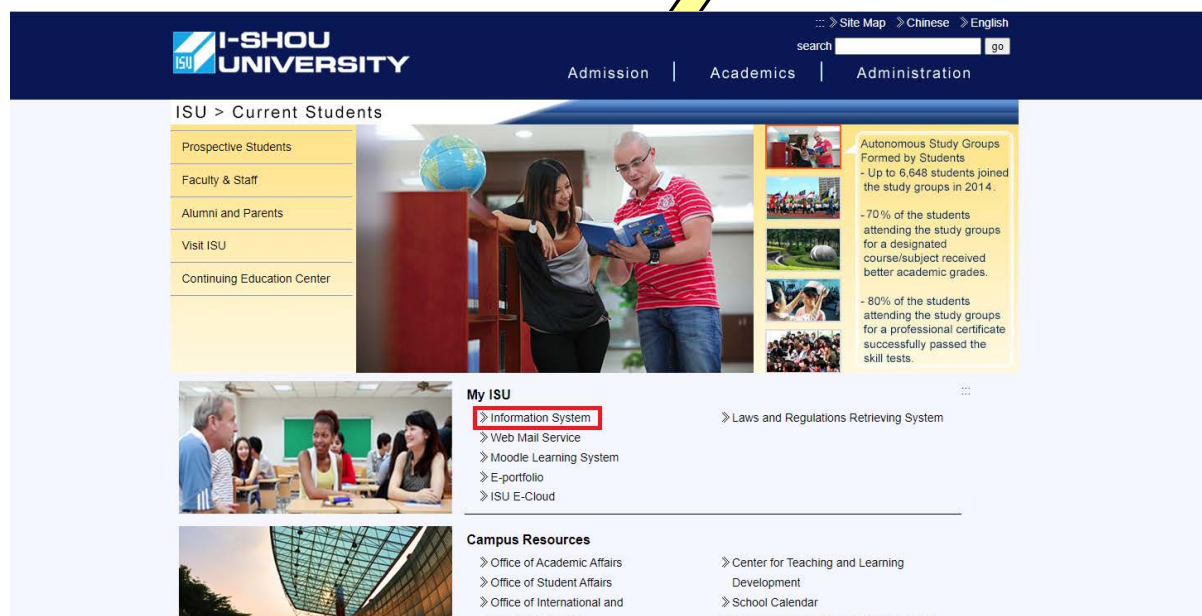 ::: Site Map Chinese English
I-SHOU
UNIVERSITY
ISU
search go
Admission | Academics | Administration
ISU > Current Students
Prospective Students
Faculty & Staff
Alumni and Parents
Visit ISU
Continuing Education Center
Autonomous Study Groups
Formed by Students
- Up to 6,648 students joined
the study groups in 2014.
- 70% of the students
attending the study groups
for a designated
course/subject received
better academic grades.
- 80% of the students
attending the study groups
for a professional certificate
successfully passed the
skill tests.
My ISU
:::
Information System
Web Mail Service
Moodle Learning System
E-portfolio
ISU E-Cloud
Laws and Regulations Retrieving System
Campus Resources
Office of Academic Affairs
Office of Student Affairs
Office of International and
Center for Teaching and Learning
Development
School Calendar